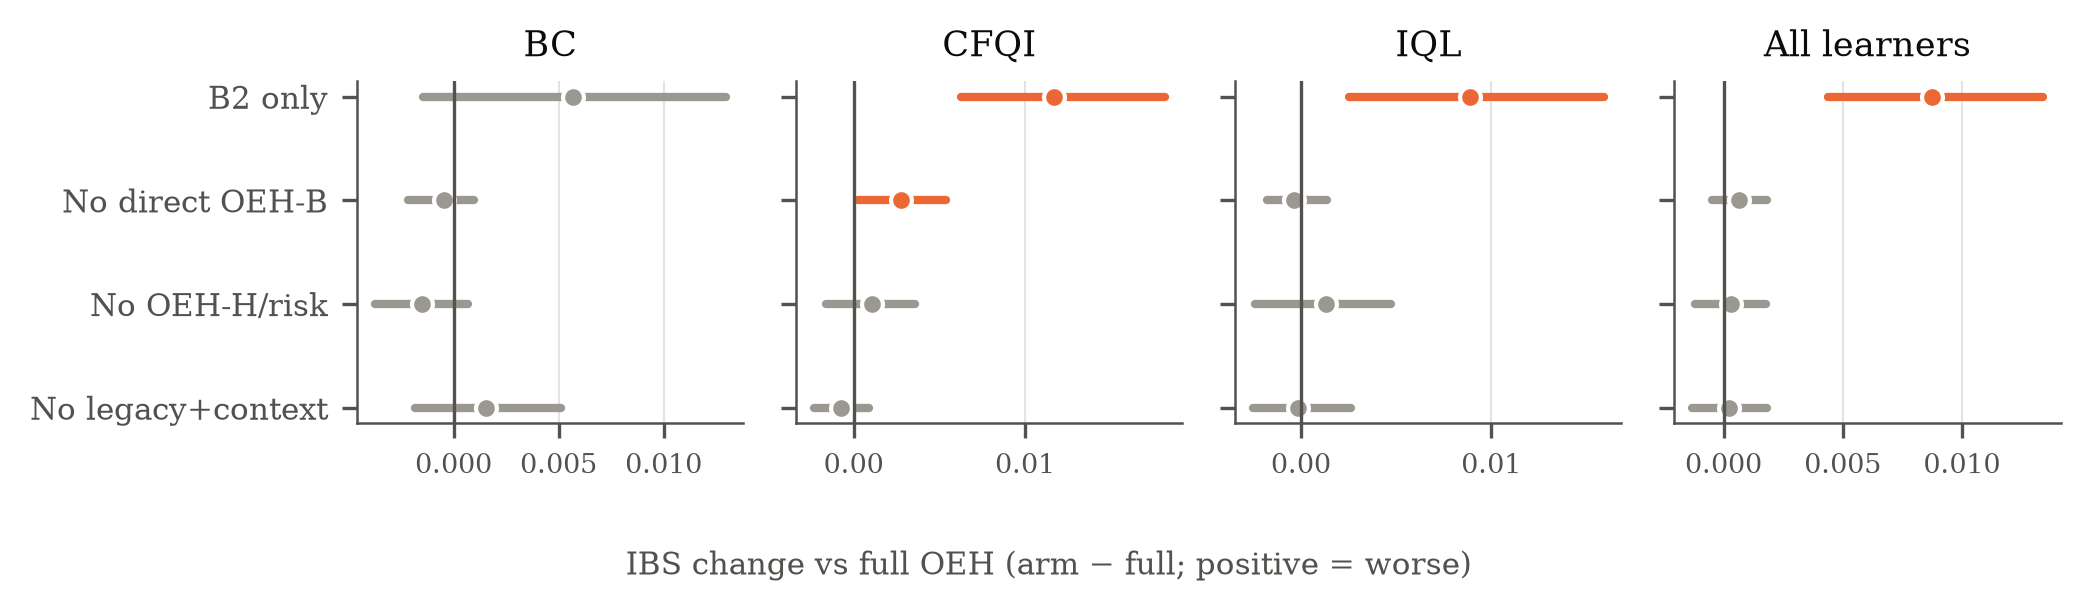 BC
CFQI
IQL
All learners
B2 only
No direct OEH-B
No OEH-H/risk
No legacy+context
0.000 0.005 0.010
0.00 0.01
0.00 0.01
0.000 0.005 0.010
IBS change vs full OEH (arm − full; positive = worse)